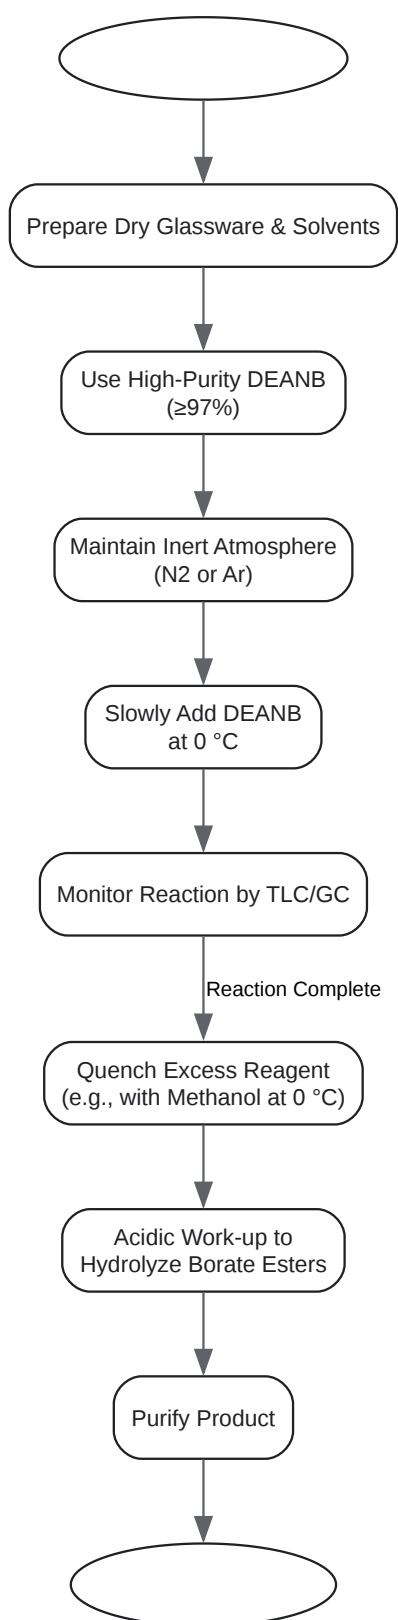 Prepare Dry Glassware & Solvents
Use High-Purity DEANB
(≥97%)
Maintain Inert Atmosphere
(N2 or Ar)
Slowly Add DEANB
at 0 °C
Monitor Reaction by TLC/GC
Reaction Complete
Quench Excess Reagent
(e.g., with Methanol at 0 °C)
Acidic Work-up to
Hydrolyze Borate Esters
Purify Product